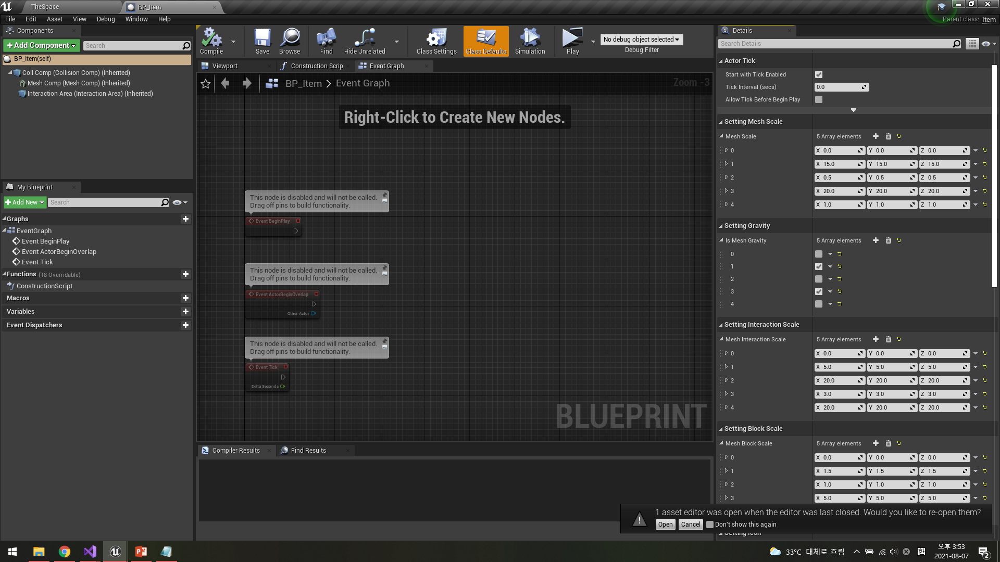 TheSpace
BP_Item
File Edit Asset View Debug Window Help
Parent class: Item
Components
+ Add Component
Search
BP_Item(self)
Coll Comp (Collision Comp) (Inherited)
Mesh Comp (Mesh Comp) (Inherited)
Interaction Area (Interaction Area) (Inherited)
My Blueprint
+ Add New
Search
Graphs
EventGraph
Event BeginPlay
Event ActorBeginOverlap
Event Tick
Functions (18 Overridable)
ConstructionScript
Macros
Variables
Event Dispatchers
Compile
Save
Browse
Find
Hide Unrelated
Class Settings
Class Defaults
Simulation
Play
No debug object selected
Debug Filter
Viewport
Construction Scrip
Event Graph
BP_Item > Event Graph
Zoom -3
Right-Click to Create New Nodes.
This node is disabled and will not be called.
Drag off pins to build functionality.
Event BeginPlay
This node is disabled and will not be called.
Drag off pins to build functionality.
Event ActorBeginOverlap
Other Actor
This node is disabled and will not be called.
Drag off pins to build functionality.
Event Tick
Delta Seconds
BLUEPRINT
Compiler Results
Find Results
Details
Search Details
Actor Tick
Start with Tick Enabled
Tick Interval (secs) 0.0
Allow Tick Before Begin Play
Setting Mesh Scale
Mesh Scale 5 Array elements
0 X 0.0 Y 0.0 Z 0.0
1 X 15.0 Y 15.0 Z 15.0
2 X 0.5 Y 0.5 Z 0.5
3 X 20.0 Y 20.0 Z 20.0
4 X 1.0 Y 1.0 Z 1.0
Setting Gravity
Is Mesh Gravity 5 Array elements
0
1
2
3
4
Setting Interaction Scale
Mesh Interaction Scale 5 Array elements
0 X 0.0 Y 0.0 Z 0.0
1 X 5.0 Y 5.0 Z 5.0
2 X 20.0 Y 20.0 Z 20.0
3 X 3.0 Y 3.0 Z 3.0
4 X 20.0 Y 20.0 Z 20.0
Setting Block Scale
Mesh Block Scale 5 Array elements
0 X 0.0 Y 0.0 Z 0.0
1 X 1.5 Y 1.5 Z 1.5
2 X 1.0 Y 1.0 Z 1.0
3 X 5.0 Y 5.0 Z 5.0
1 asset editor was open when the editor was last closed. Would you like to re-open them?
Open Cancel Don't show this again
Setting Icon
33°C 대체로 흐림
한
오후 3:53
2021-08-07
2